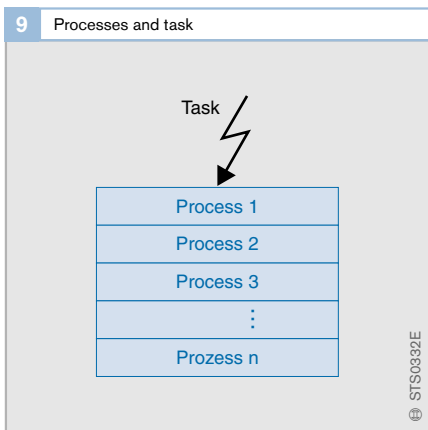 9 Processes and task
Task
Process 1
Process 2
Process 3
⋮
Prozess n
STS0332E